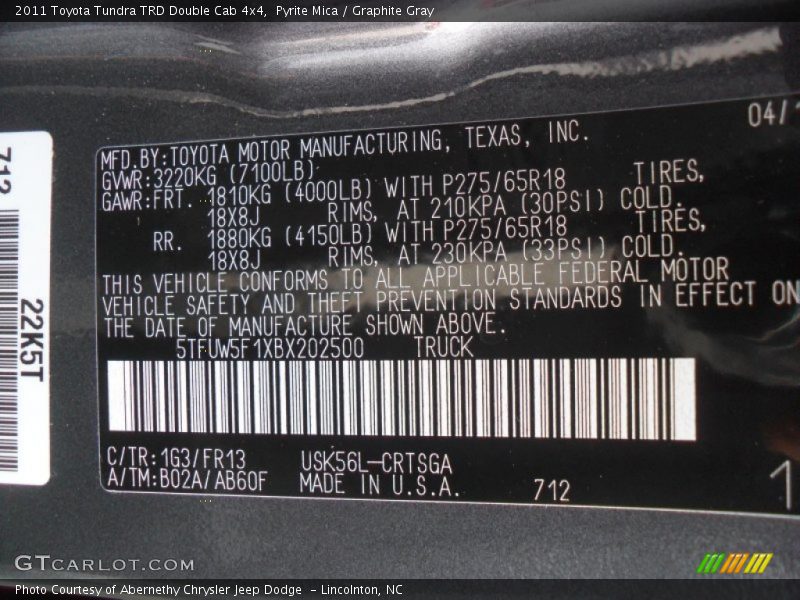 2011 Toyota Tundra TRD Double Cab 4x4, Pyrite Mica / Graphite Gray
04/1
MFD.BY:TOYOTA MOTOR MANUFACTURING, TEXAS, INC.
GVWR:3220KG (7100LB)
GAWR:FRT. 1810KG (4000LB) WITH P275/65R18 TIRES,
18X8J RIMS, AT 210KPA (30PSI) COLD.
RR. 1880KG (4150LB) WITH P275/65R18 TIRES,
18X8J RIMS, AT 230KPA (33PSI) COLD.
THIS VEHICLE CONFORMS TO ALL APPLICABLE FEDERAL MOTOR
VEHICLE SAFETY AND THEFT PREVENTION STANDARDS IN EFFECT ON
THE DATE OF MANUFACTURE SHOWN ABOVE.
5TFUW5F1XBX202500 TRUCK
C/TR:1G3/FR13 USK56L-CRTSGA
A/TM:B02A/AB60F MADE IN U.S.A. 712
1
712
22K5T
GTCARLOT.COM
Photo Courtesy of Abernethy Chrysler Jeep Dodge - Lincolnton, NC